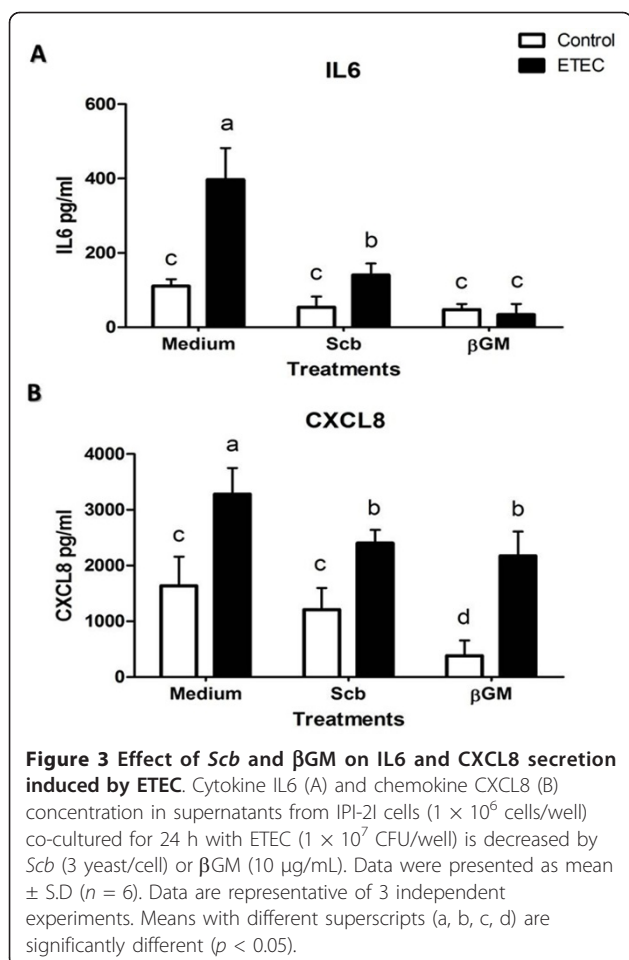 Control
ETEC
A
IL6
IL6 pg/ml
600
400
200
0
c
a
c
b
c
c
Medium
Scb
βGM
Treatments
B
CXCL8
CXCL8 pg/ml
4000
3000
2000
1000
0
c
a
c
b
d
b
Medium
Scb
βGM
Treatments
Figure 3 Effect of Scb and βGM on IL6 and CXCL8 secretion
induced by ETEC. Cytokine IL6 (A) and chemokine CXCL8 (B)
concentration in supernatants from IPI-2I cells (1 × 10⁶ cells/well)
co-cultured for 24 h with ETEC (1 × 10⁷ CFU/well) is decreased by
Scb (3 yeast/cell) or βGM (10 μg/mL). Data were presented as mean
± S.D (n = 6). Data are representative of 3 independent
experiments. Means with different superscripts (a, b, c, d) are
significantly different (p < 0.05).